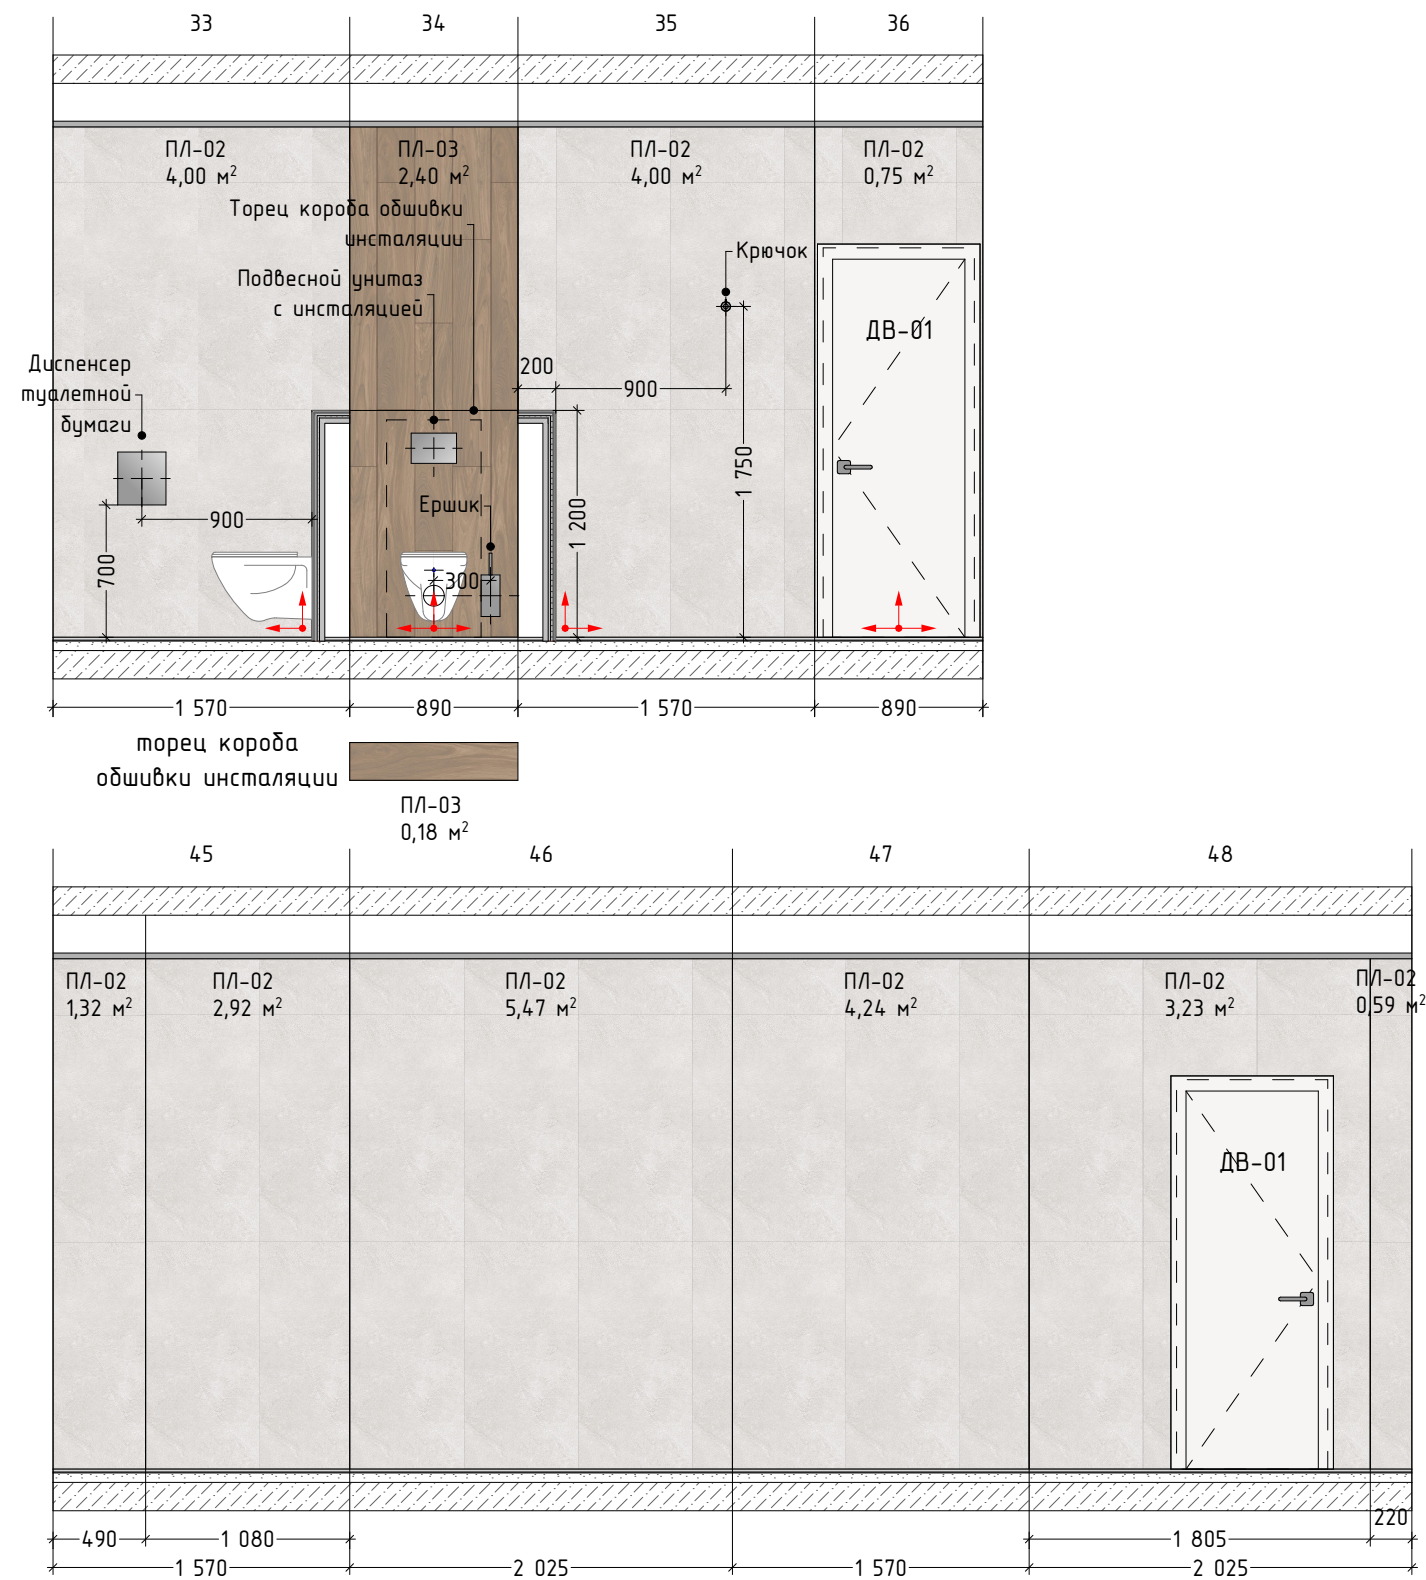 33 34 35 36
ПЛ-02 ПЛ-03 ПЛ-02 ПЛ-02
4,00 м² 2,40 м² 4,00 м² 0,75 м²
Торец короба обшивки
инсталяции
Крючок
Подвесной унитаз
с инсталяцией
ДВ-01
Диспенсер
туалетной
бумаги
200
900
1 750
Ершик
900
1 200
700
300
1 570 890 1 570 890
торец короба
обшивки инсталяции
ПЛ-03
0,18 м²
45 46 47 48
ПЛ-02 ПЛ-02 ПЛ-02 ПЛ-02 ПЛ-02 ПЛ-02
1,32 м² 2,92 м² 5,47 м² 4,24 м² 3,23 м² 0,59 м²
ДВ-01
220
490 1 080 1 805
1 570 2 025 1 570 2 025